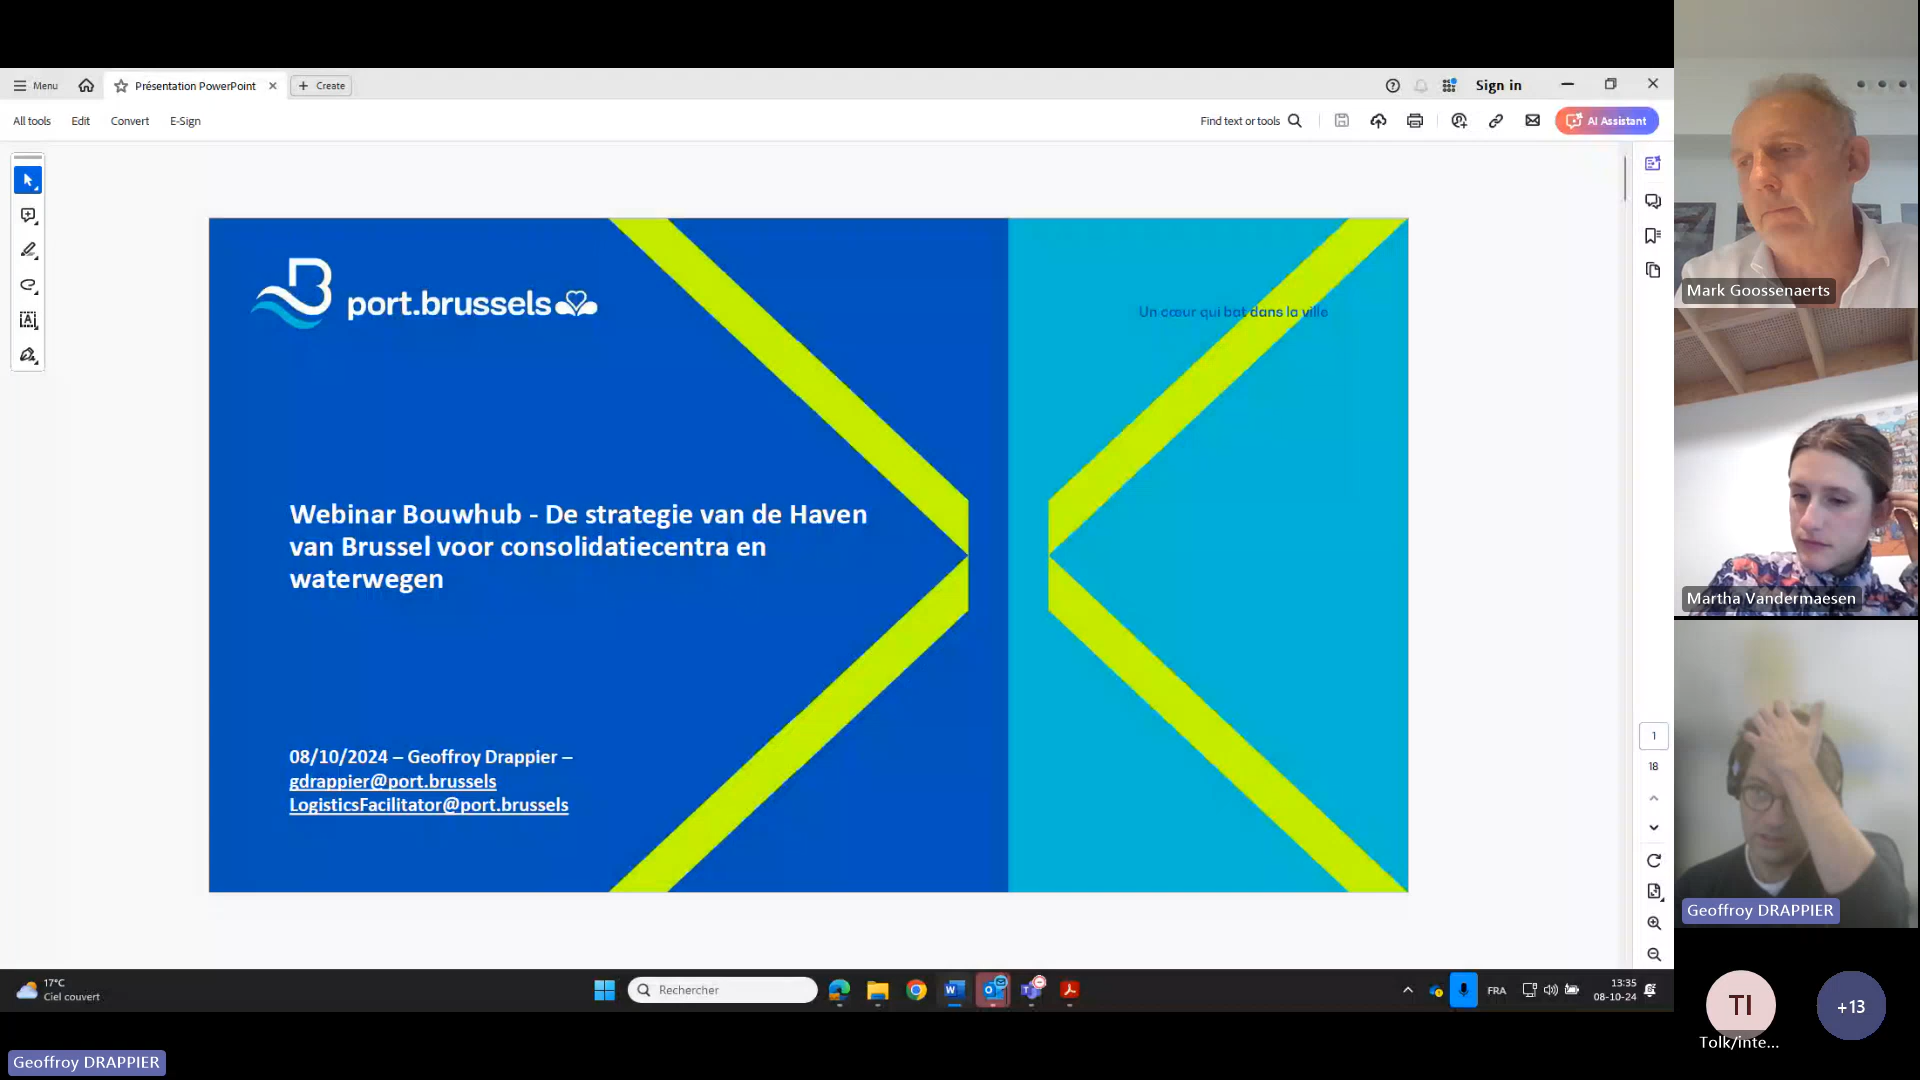 Menu
Présentation PowerPoint
Create
Sign in
All tools
Edit
Convert
E-Sign
Find text or tools
AI Assistant
port.brussels
Un cœur qui bat dans la ville
Webinar Bouwhub - De strategie van de Haven
van Brussel voor consolidatiecentra en
waterwegen
08/10/2024 – Geoffroy Drappier –
gdrappier@port.brussels
LogisticsFacilitator@port.brussels
1
18
17°C
Ciel couvert
Rechercher
FRA
13:35
08-10-24
Mark Goossenaerts
Martha Vandermaesen
Geoffroy DRAPPIER
TI
Tolk/inte...
+13
Geoffroy DRAPPIER